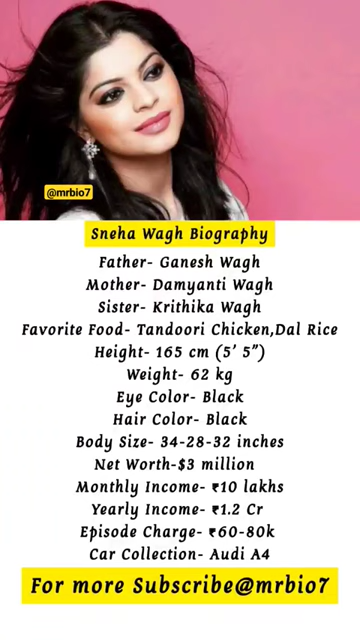 @mrbio7
Sneha Wagh Biography
Father- Ganesh Wagh
Mother- Damyanti Wagh
Sister- Krithika Wagh
Favorite Food- Tandoori Chicken,Dal Rice
Height- 165 cm (5’ 5”)
Weight- 62 kg
Eye Color- Black
Hair Color- Black
Body Size- 34-28-32 inches
Net Worth-$3 million
Monthly Income- ₹10 lakhs
Yearly Income- ₹1.2 Cr
Episode Charge- ₹60-80k
Car Collection- Audi A4
For more Subscribe@mrbio7